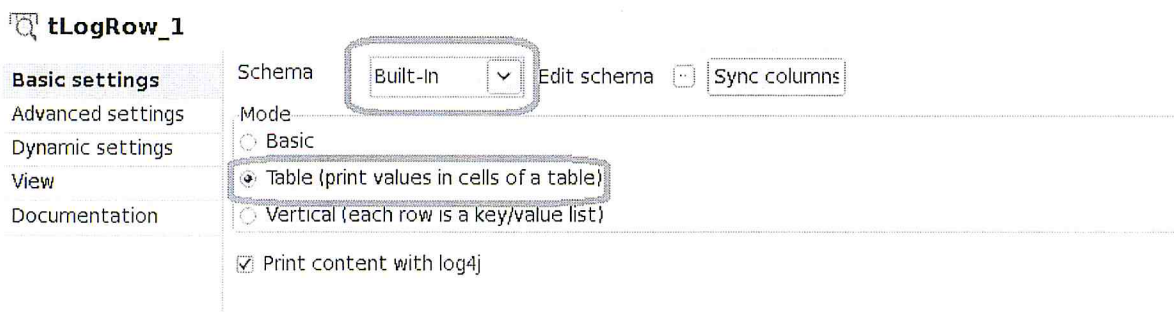 tLogRow_1
Basic settings
Advanced settings
Dynamic settings
View
Documentation
Schema Built-In Edit schema Sync columns
Mode
Basic
Table (print values in cells of a table)
Vertical (each row is a key/value list)
Print content with log4j